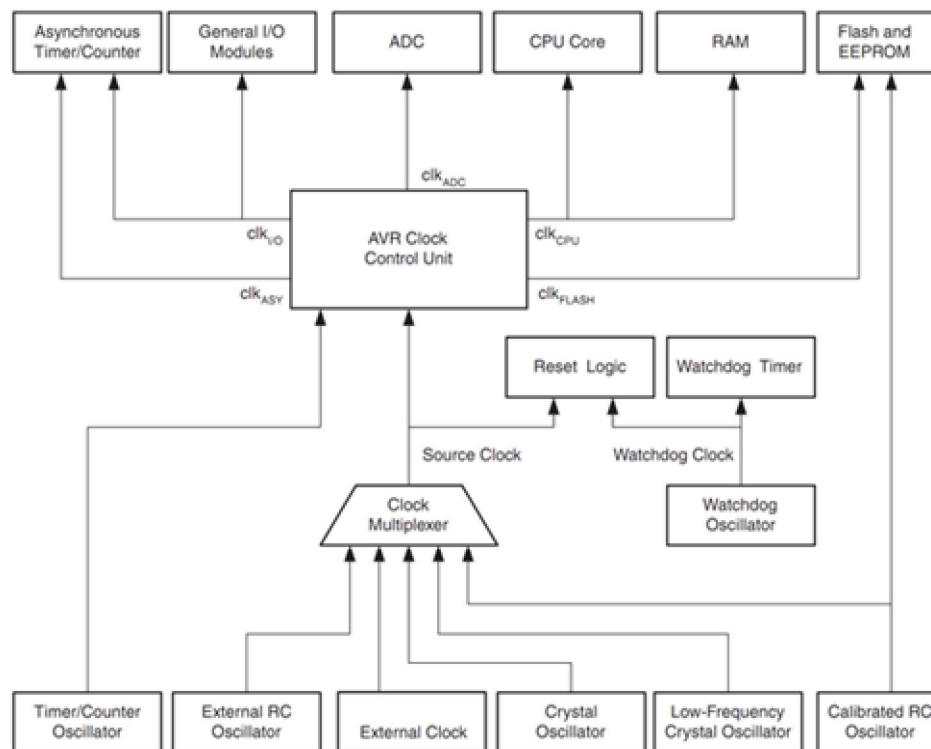 Asynchronous
Timer/Counter
General I/O
Modules
ADC
CPU Core
RAM
Flash and
EEPROM
clkADC
clkI/O
AVR Clock
Control Unit
clkCPU
clkASY
clkFLASH
Reset Logic
Watchdog Timer
Source Clock
Watchdog Clock
Clock
Multiplexer
Watchdog
Oscillator
Timer/Counter
Oscillator
External RC
Oscillator
External Clock
Crystal
Oscillator
Low-Frequency
Crystal Oscillator
Calibrated RC
Oscillator